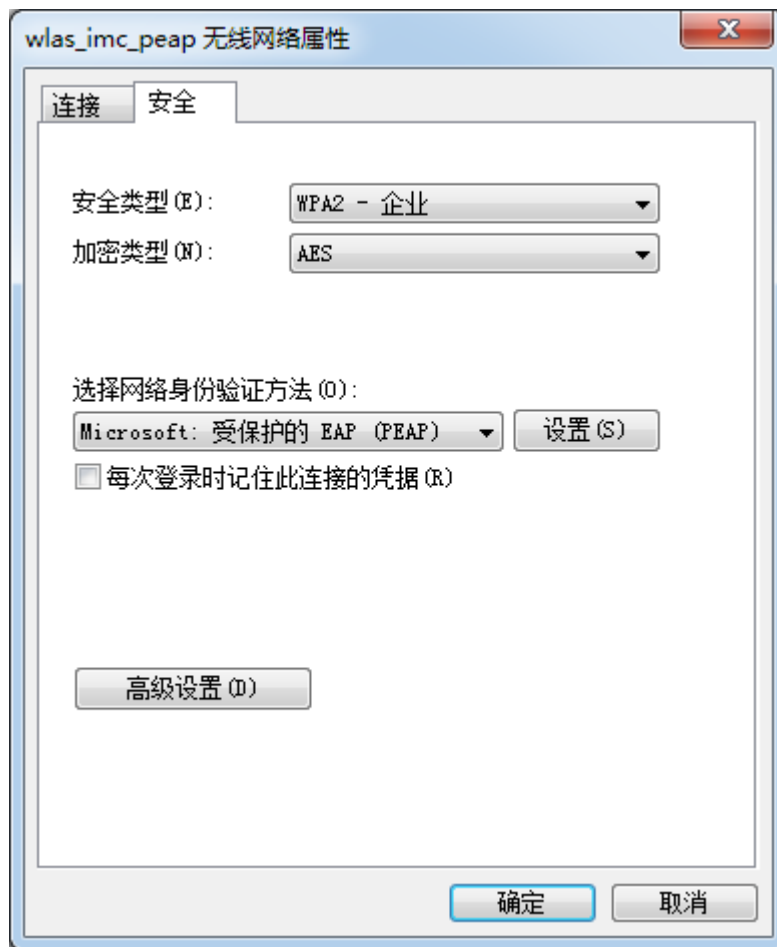 wlas_imc_peap 无线网络属性
连接 安全
安全类型(E): WPA2 - 企业
加密类型(N): AES
选择网络身份验证方法(O):
Microsoft: 受保护的 EAP (PEAP) 设置(S)
每次登录时记住此连接的凭据(R)
高级设置(D)
确定 取消